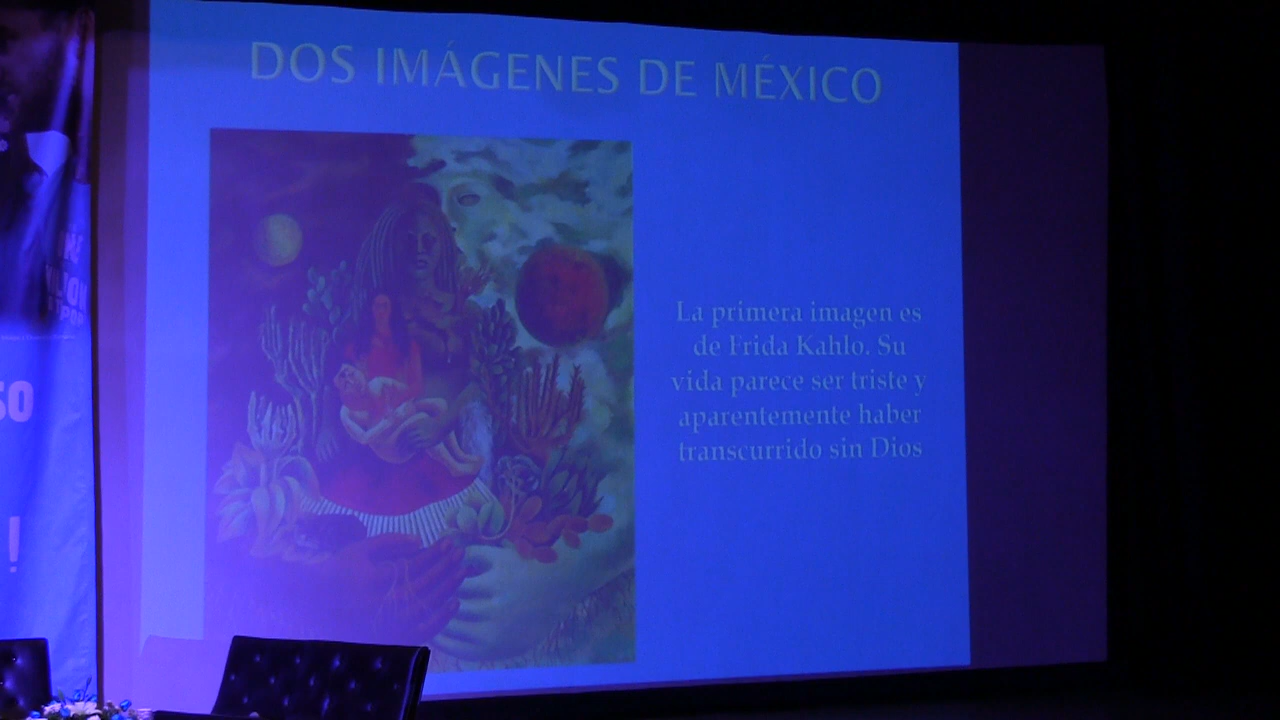 DOS IMÁGENES DE MÉXICO
La primera imagen es
de Frida Kahlo. Su
vida parece ser triste y
aparentemente haber
transcurrido sin Dios
!